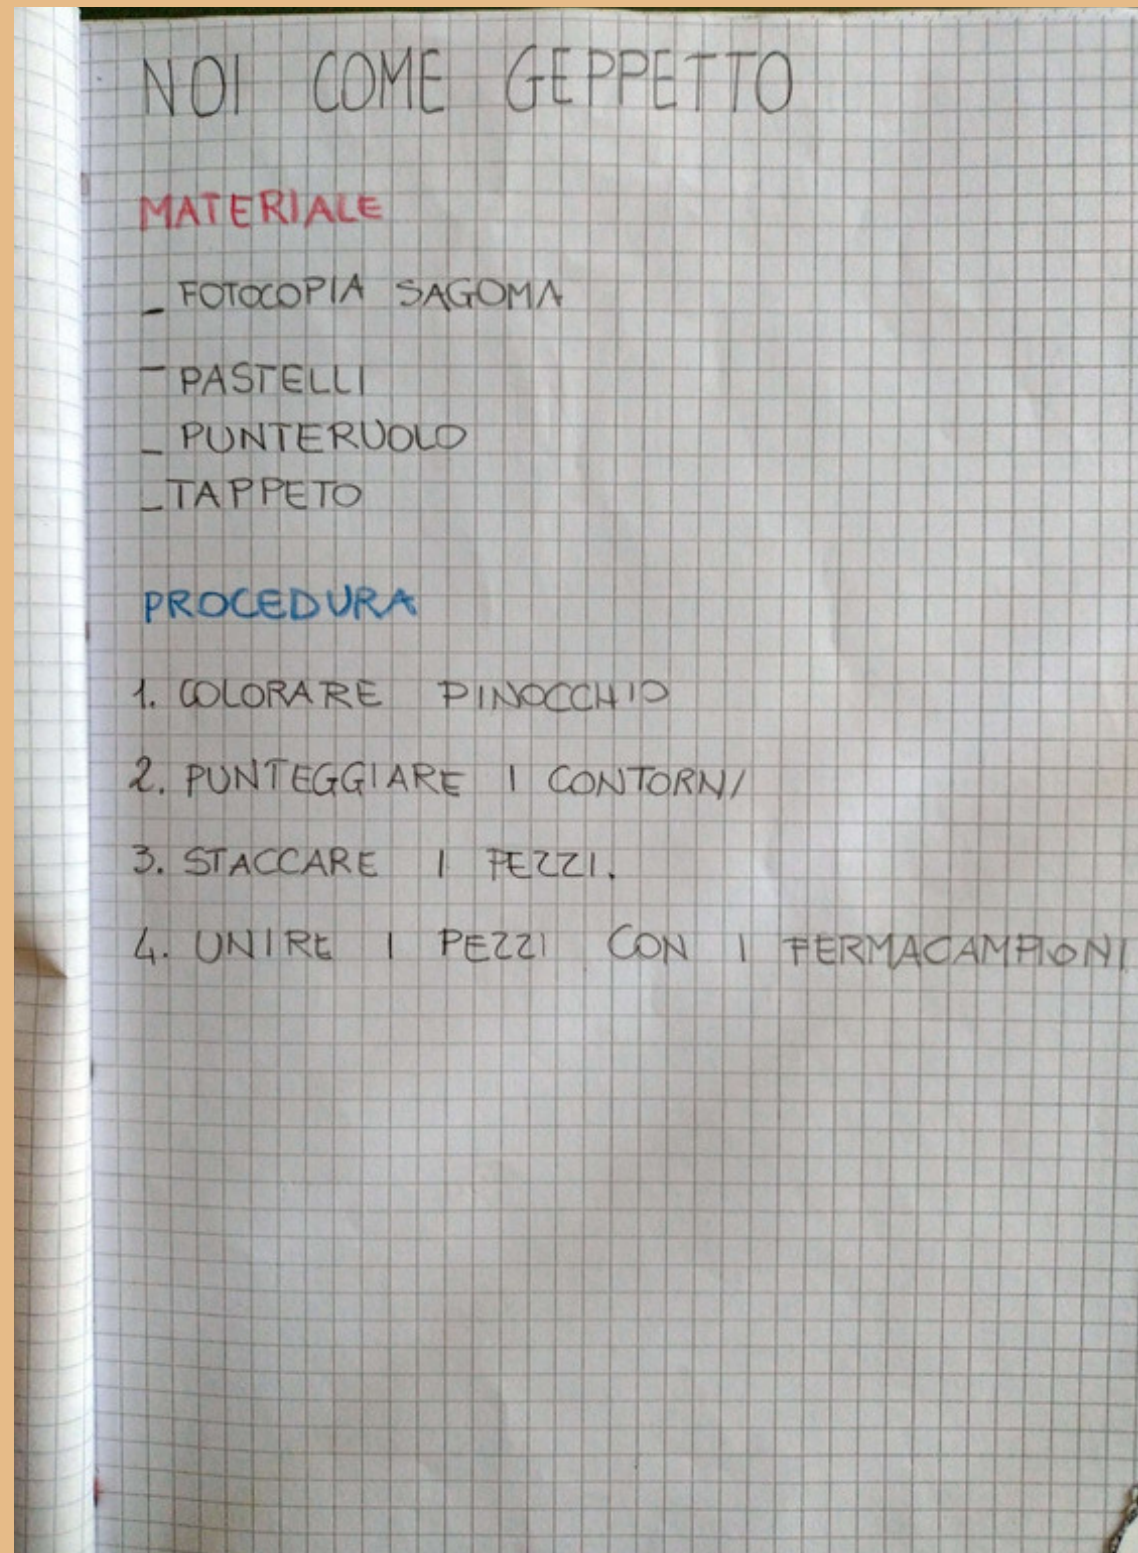 NOI COME GEPPETTO
MATERIALE
- FOTOCOPIA SAGOMA
- PASTELLI
- PUNTERUOLO
- TAPPETO
PROCEDURA
1. COLORARE PINOCCHIO
2. PUNTEGGIARE I CONTORNI
3. STACCARE I PEZZI.
4. UNIRE I PEZZI CON I FERMACAMPIONI